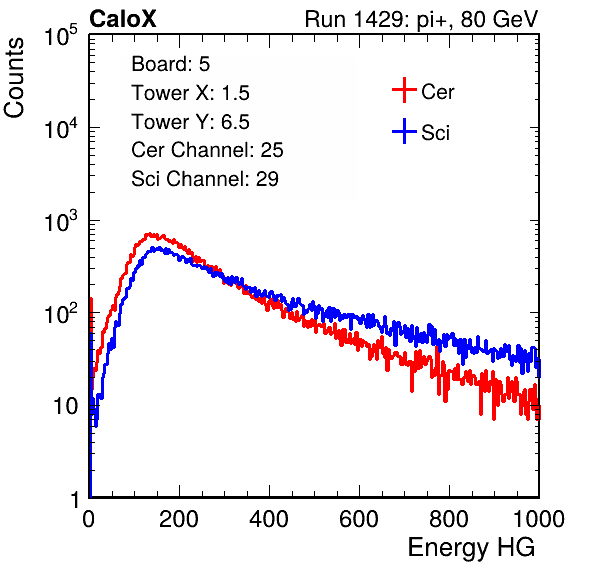 CaloX Run 1429: pi+, 80 GeV
Counts
10^5
10^4
10^3
10^2
10
1
Board: 5
Tower X: 1.5
Tower Y: 6.5
Cer Channel: 25
Sci Channel: 29
Cer
Sci
0 200 400 600 800 1000
Energy HG